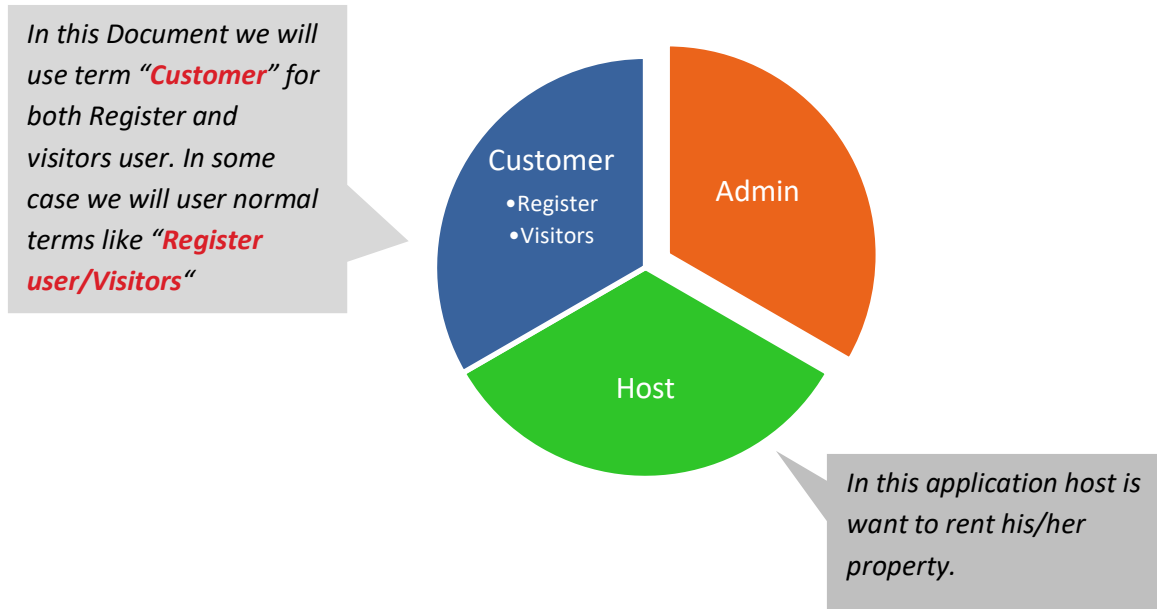 In this Document we will
use term “Customer” for
both Register and
visitors user. In some
case we will user normal
terms like “Register
user/Visitors“
Customer
•Register
•Visitors
Admin
Host
In this application host is
want to rent his/her
property.